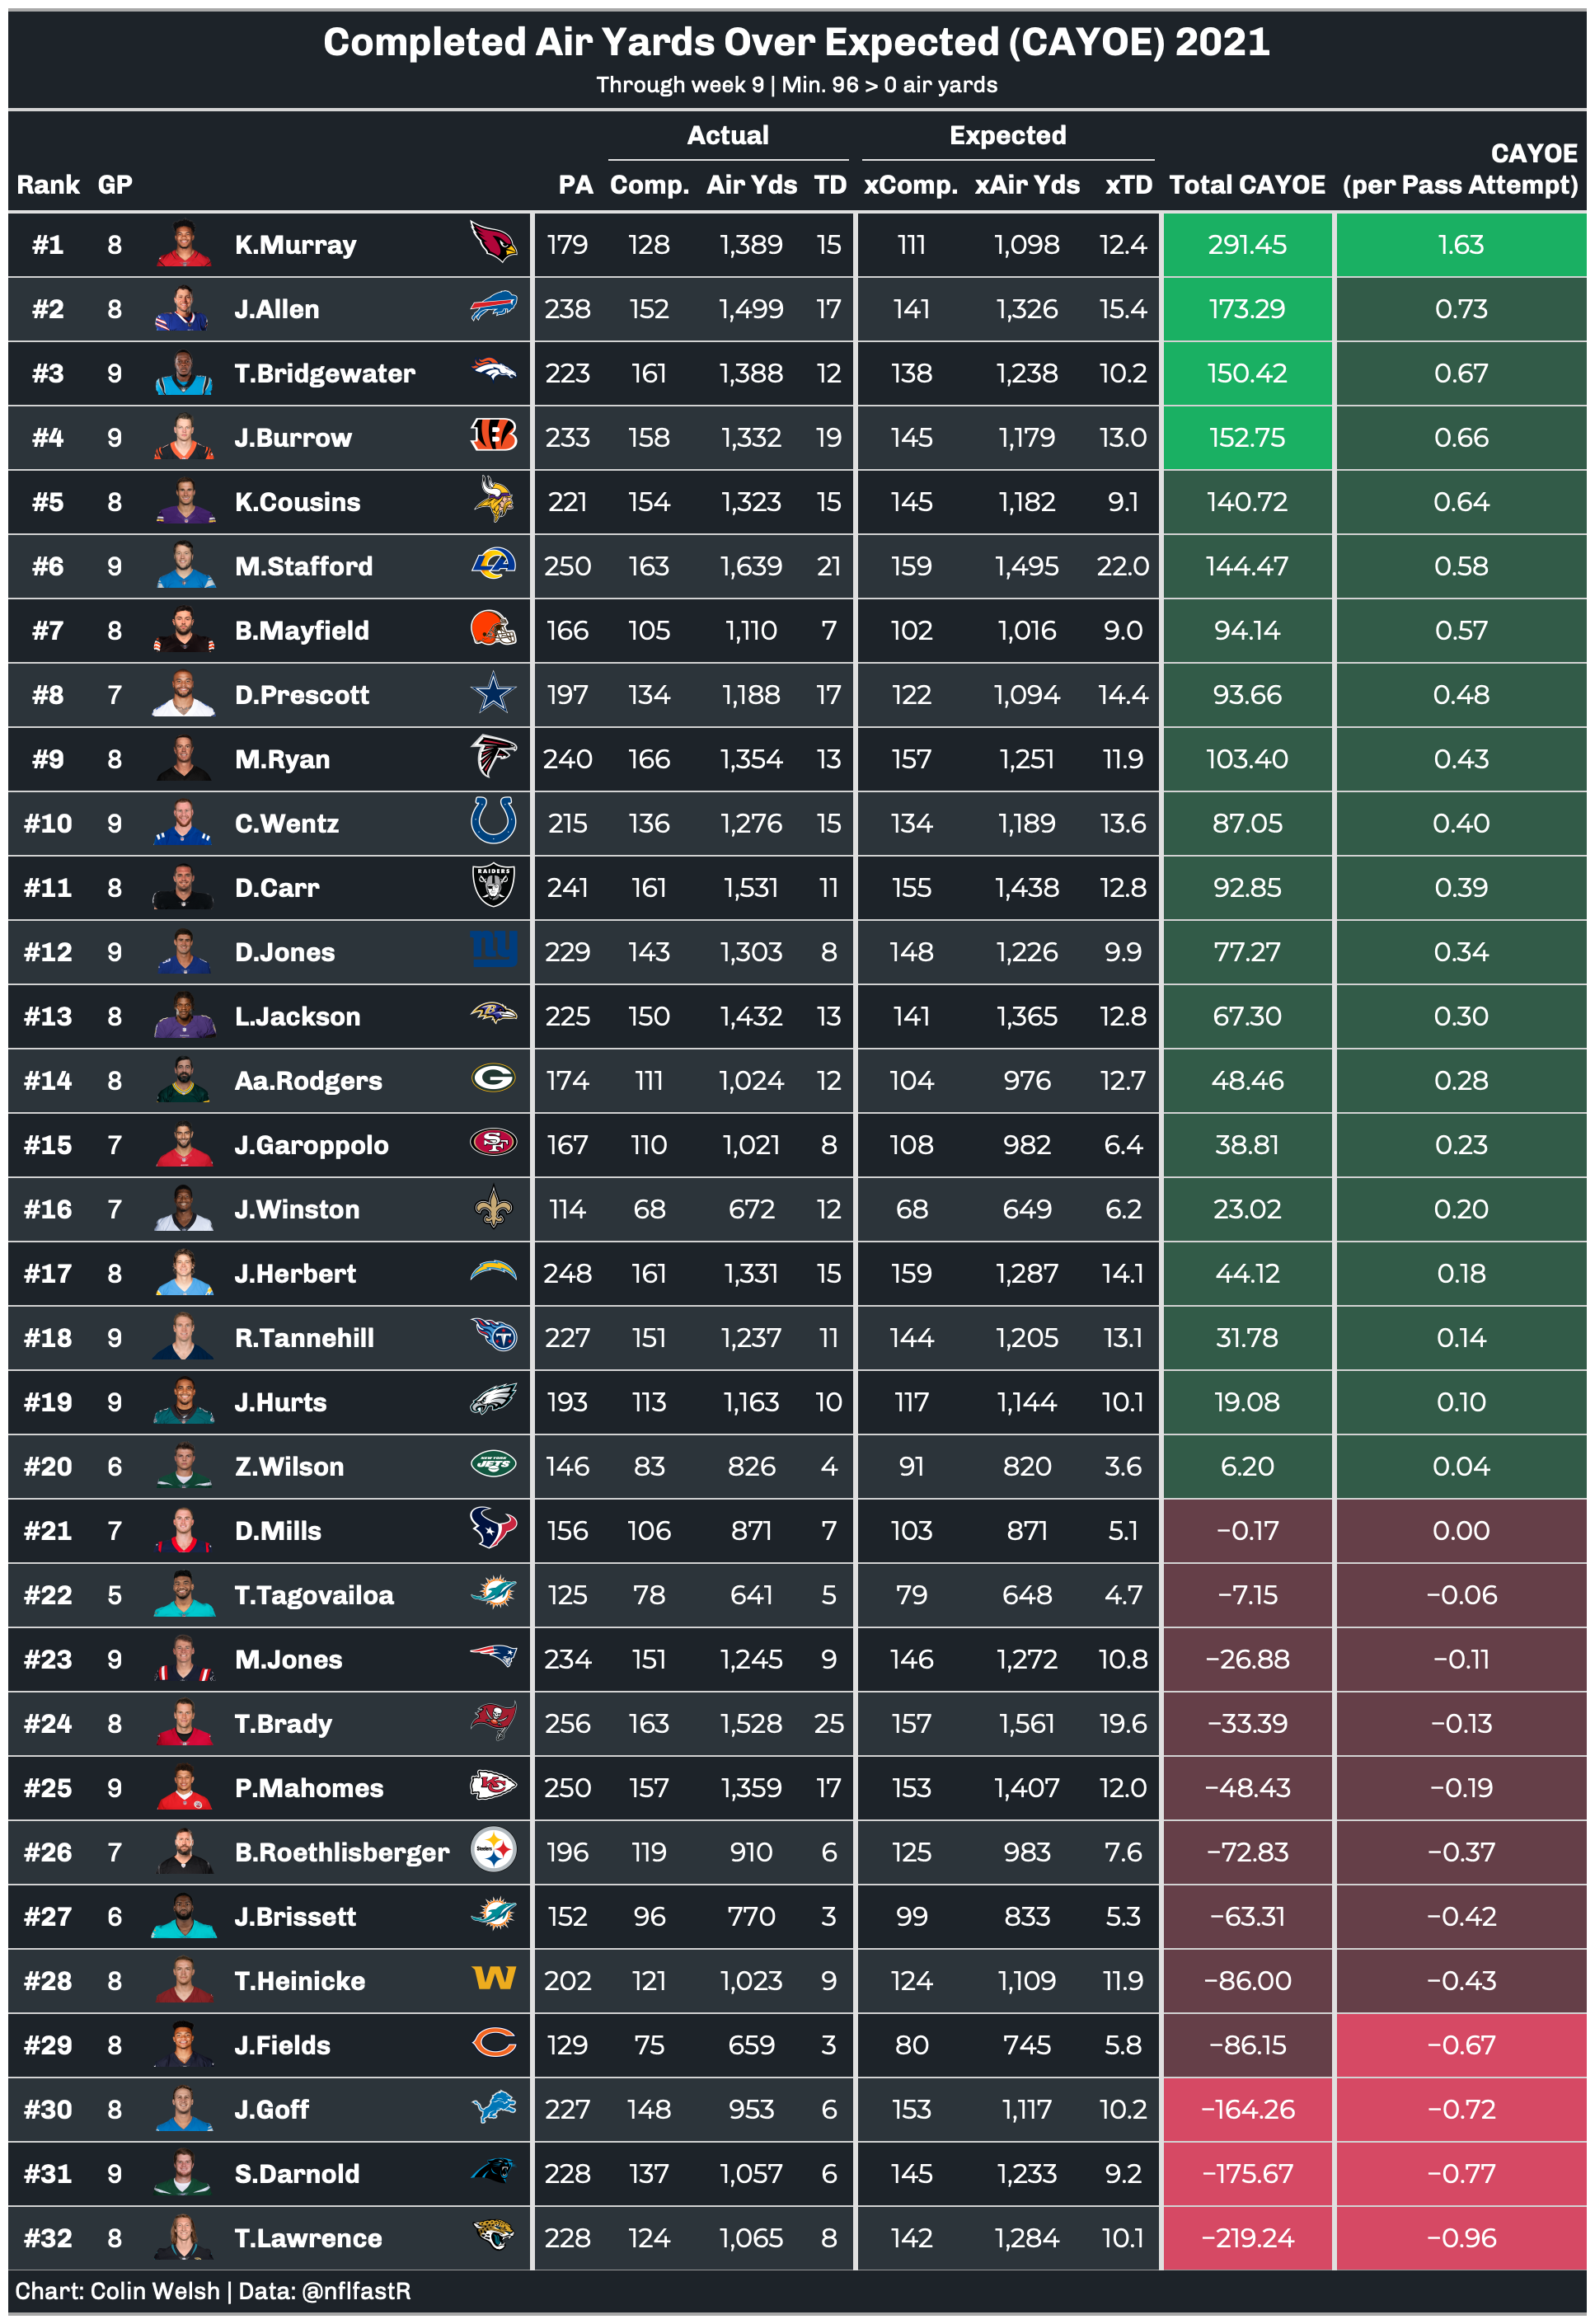 Completed Air Yards Over Expected (CAYOE) 2021
Through week 9 | Min. 96 > 0 air yards
Actual Expected CAYOE
Rank GP PA Comp. Air Yds TD xComp. xAir Yds xTD Total CAYOE (per Pass Attempt)
#1 8 K.Murray 179 128 1,389 15 111 1,098 12.4 291.45 1.63
#2 8 J.Allen 238 152 1,499 17 141 1,326 15.4 173.29 0.73
#3 9 T.Bridgewater 223 161 1,388 12 138 1,238 10.2 150.42 0.67
#4 9 J.Burrow 233 158 1,332 19 145 1,179 13.0 152.75 0.66
#5 8 K.Cousins 221 154 1,323 15 145 1,182 9.1 140.72 0.64
#6 9 M.Stafford LA 250 163 1,639 21 159 1,495 22.0 144.47 0.58
#7 8 B.Mayfield 166 105 1,110 7 102 1,016 9.0 94.14 0.57
#8 7 D.Prescott 197 134 1,188 17 122 1,094 14.4 93.66 0.48
#9 8 M.Ryan 240 166 1,354 13 157 1,251 11.9 103.40 0.43
#10 9 C.Wentz 215 136 1,276 15 134 1,189 13.6 87.05 0.40
#11 8 D.Carr RAIDERS 241 161 1,531 11 155 1,438 12.8 92.85 0.39
#12 9 D.Jones ny 229 143 1,303 8 148 1,226 9.9 77.27 0.34
#13 8 L.Jackson B 225 150 1,432 13 141 1,365 12.8 67.30 0.30
#14 8 Aa.Rodgers G 174 111 1,024 12 104 976 12.7 48.46 0.28
#15 7 J.Garoppolo SF 167 110 1,021 8 108 982 6.4 38.81 0.23
#16 7 J.Winston 114 68 672 12 68 649 6.2 23.02 0.20
#17 8 J.Herbert 248 161 1,331 15 159 1,287 14.1 44.12 0.18
#18 9 R.Tannehill T 227 151 1,237 11 144 1,205 13.1 31.78 0.14
#19 9 J.Hurts 193 113 1,163 10 117 1,144 10.1 19.08 0.10
#20 6 Z.Wilson NEW YORK JETS 146 83 826 4 91 820 3.6 6.20 0.04
#21 7 D.Mills 156 106 871 7 103 871 5.1 −0.17 0.00
#22 5 T.Tagovailoa 125 78 641 5 79 648 4.7 −7.15 −0.06
#23 9 M.Jones 234 151 1,245 9 146 1,272 10.8 −26.88 −0.11
#24 8 T.Brady 256 163 1,528 25 157 1,561 19.6 −33.39 −0.13
#25 9 P.Mahomes KC 250 157 1,359 17 153 1,407 12.0 −48.43 −0.19
#26 7 B.Roethlisberger Steelers 196 119 910 6 125 983 7.6 −72.83 −0.37
#27 6 J.Brissett 152 96 770 3 99 833 5.3 −63.31 −0.42
#28 8 T.Heinicke W 202 121 1,023 9 124 1,109 11.9 −86.00 −0.43
#29 8 J.Fields C 129 75 659 3 80 745 5.8 −86.15 −0.67
#30 8 J.Goff 227 148 953 6 153 1,117 10.2 −164.26 −0.72
#31 9 S.Darnold 228 137 1,057 6 145 1,233 9.2 −175.67 −0.77
#32 8 T.Lawrence 228 124 1,065 8 142 1,284 10.1 −219.24 −0.96
Chart: Colin Welsh | Data: @nflfastR